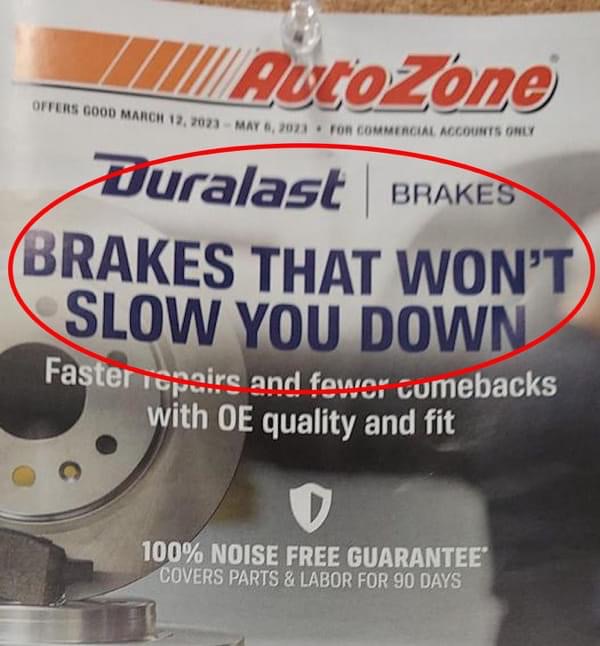 AutoZone
OFFERS GOOD MARCH 12, 2023 – MAY 6, 2023 • FOR COMMERCIAL ACCOUNTS ONLY
Duralast | BRAKES
BRAKES THAT WON'T
SLOW YOU DOWN
Faster repairs and fewer comebacks
with OE quality and fit
100% NOISE FREE GUARANTEE*
COVERS PARTS & LABOR FOR 90 DAYS